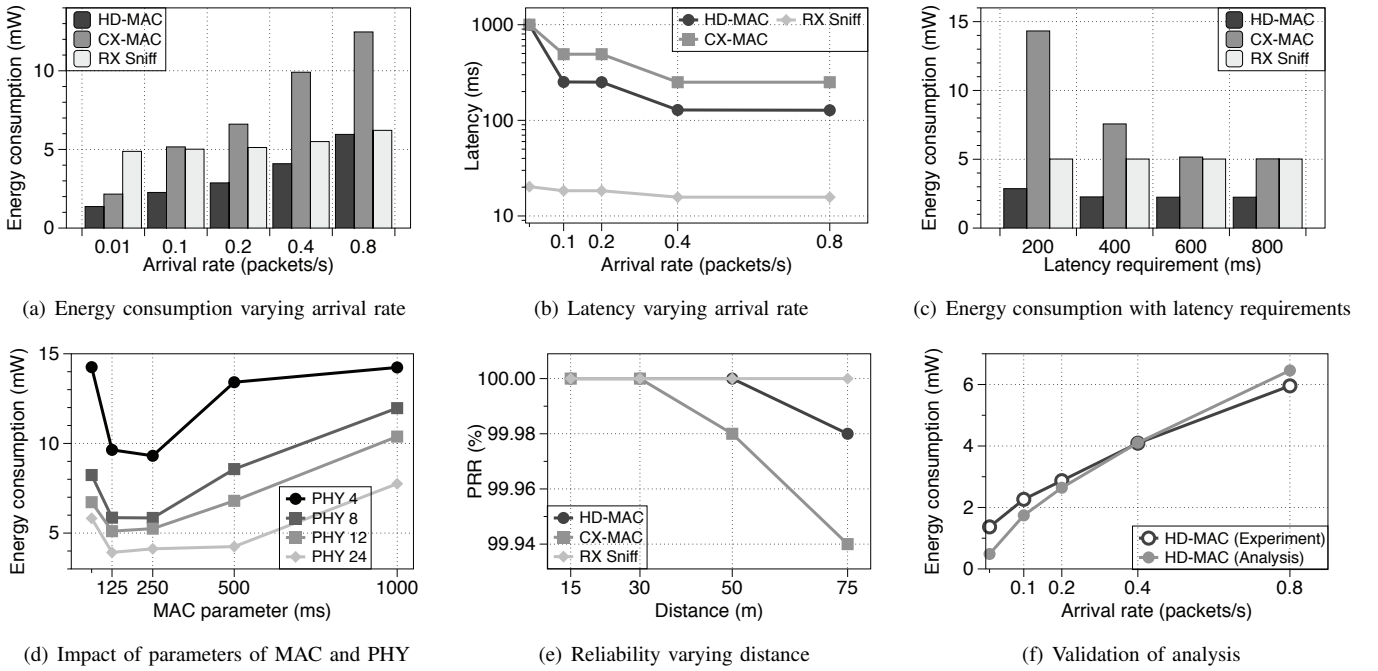 Energy consumption (mW)
10
5
0
HD-MAC
CX-MAC
RX Sniff
0.01 0.1 0.2 0.4 0.8
Arrival rate (packets/s)
(a) Energy consumption varying arrival rate
Latency (ms)
1000
100
10
HD-MAC
CX-MAC
RX Sniff
0.1 0.2 0.4 0.8
Arrival rate (packets/s)
(b) Latency varying arrival rate
Energy consumption (mW)
15
10
5
0
HD-MAC
CX-MAC
RX Sniff
200 400 600 800
Latency requirement (ms)
(c) Energy consumption with latency requirements
Energy consumption (mW)
15
10
5
PHY 4
PHY 8
PHY 12
PHY 24
125 250 500 1000
MAC parameter (ms)
(d) Impact of parameters of MAC and PHY
PRR (%)
100.00
99.98
99.96
99.94
HD-MAC
CX-MAC
RX Sniff
15 30 50 75
Distance (m)
(e) Reliability varying distance
Energy consumption (mW)
6
4
2
0
HD-MAC (Experiment)
HD-MAC (Analysis)
0.1 0.2 0.4 0.8
Arrival rate (packets/s)
(f) Validation of analysis